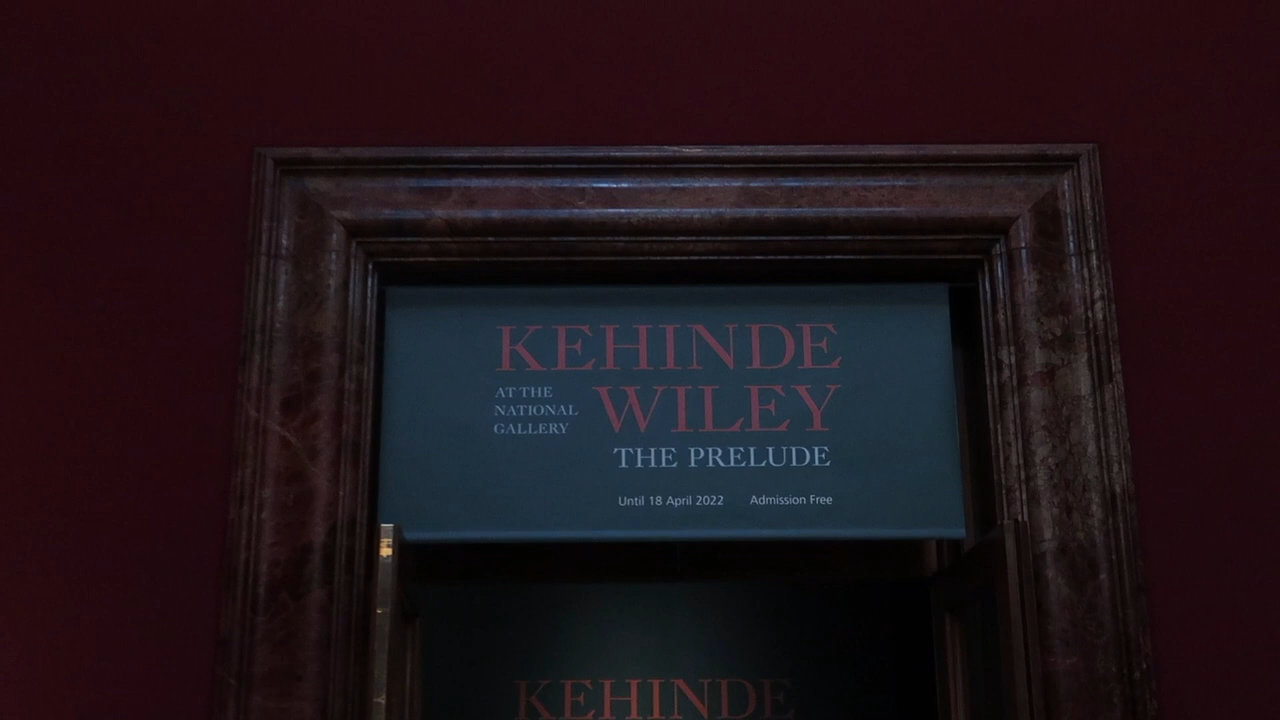 KEHINDE
AT THE
NATIONAL
GALLERY
WILEY
THE PRELUDE
Until 18 April 2022 Admission Free
KEHINDE